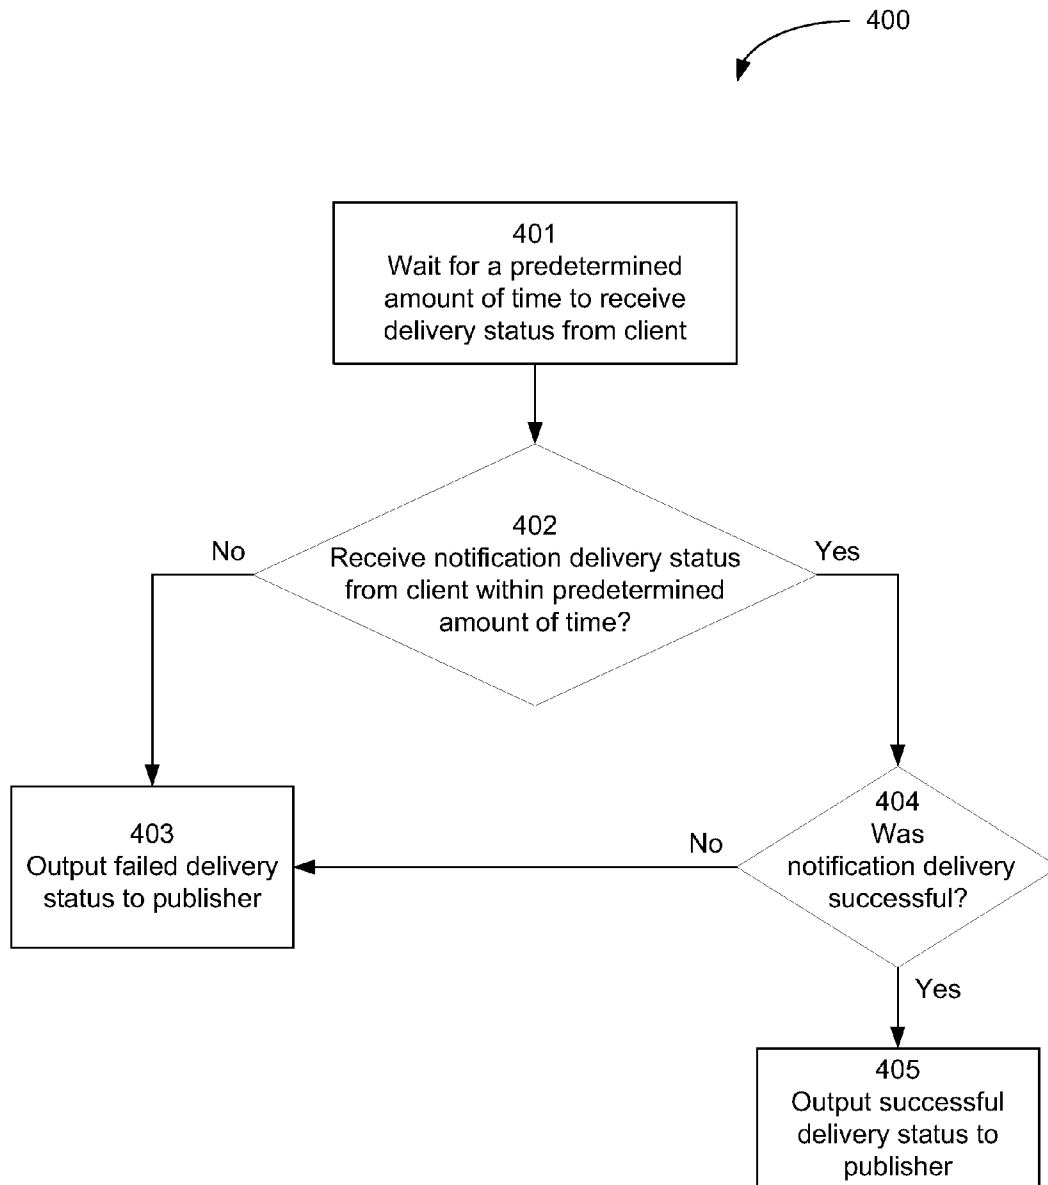 400
401
Wait for a predetermined
amount of time to receive
delivery status from client
402
Receive notification delivery status
from client within predetermined
amount of time?
No
Yes
403
Output failed delivery
status to publisher
No
404
Was
notification delivery
successful?
Yes
405
Output successful
delivery status to
publisher